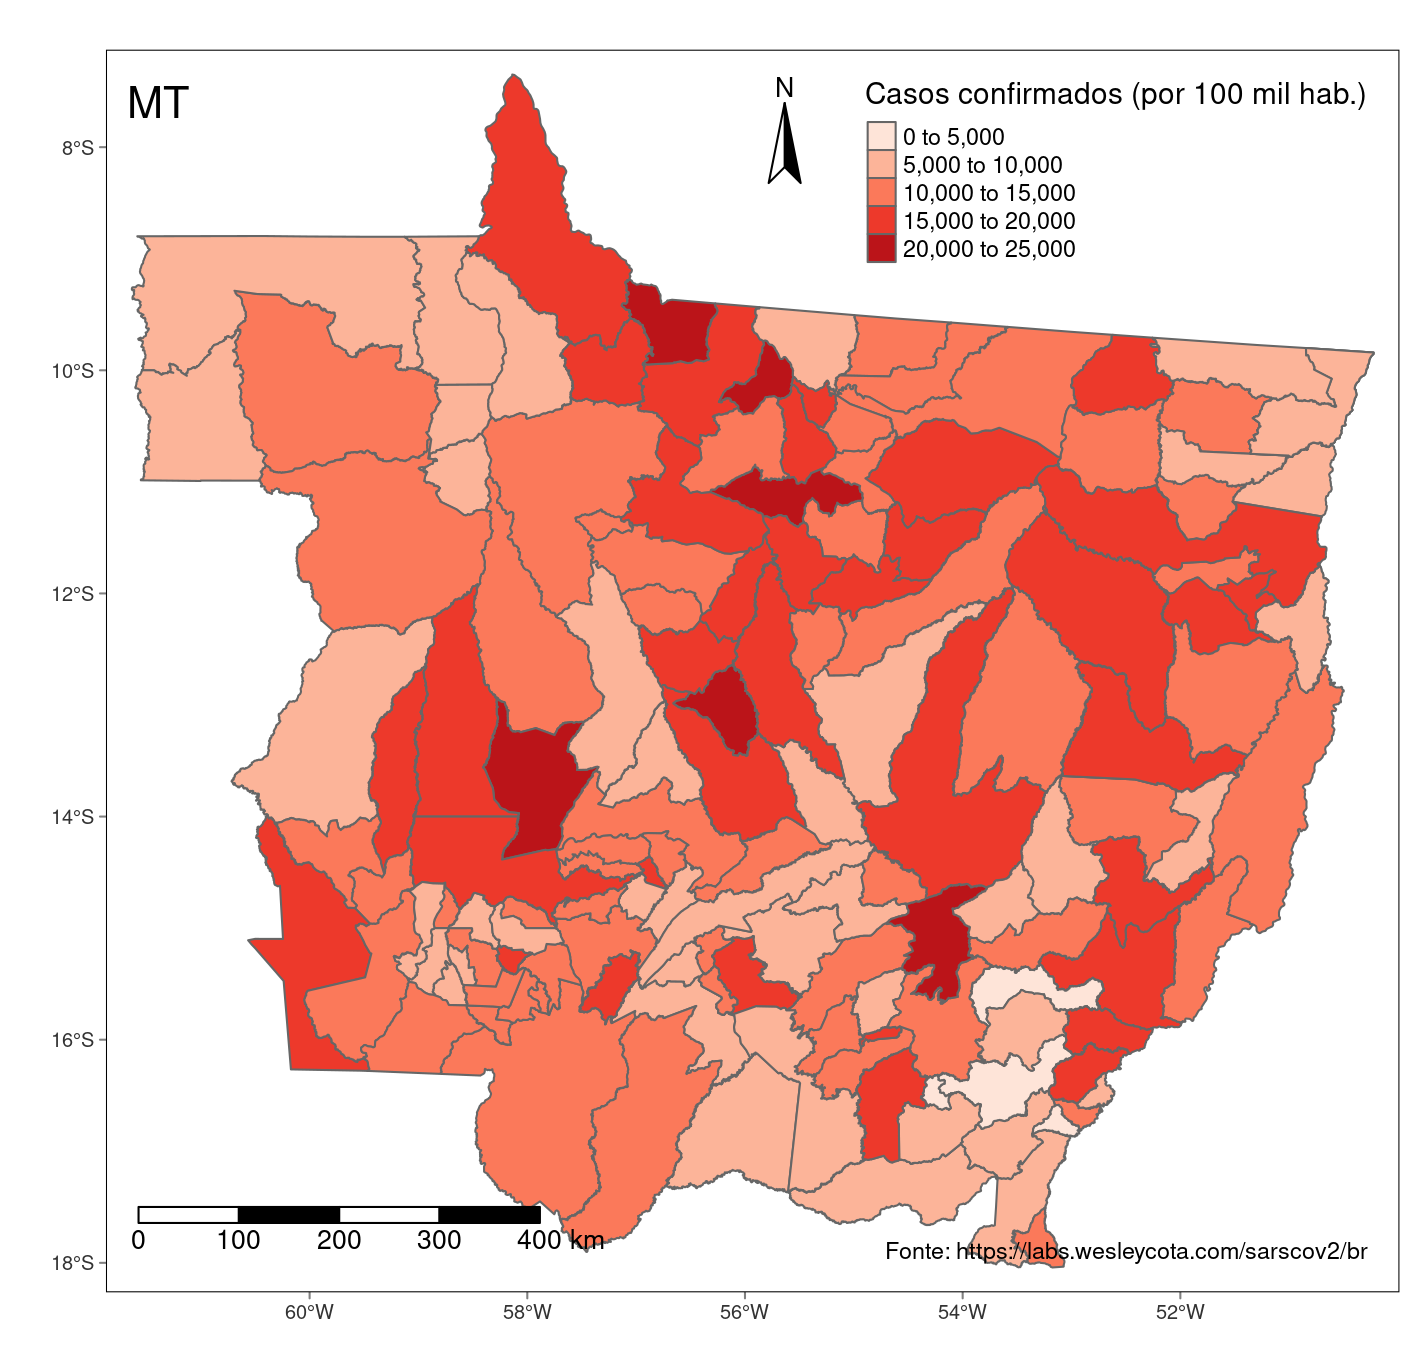 MT
N
Casos confirmados (por 100 mil hab.)
0 to 5,000
5,000 to 10,000
10,000 to 15,000
15,000 to 20,000
20,000 to 25,000
8°S
10°S
12°S
14°S
16°S
18°S
0 100 200 300 400 km
Fonte: https://labs.wesleycota.com/sarscov2/br
60°W 58°W 56°W 54°W 52°W